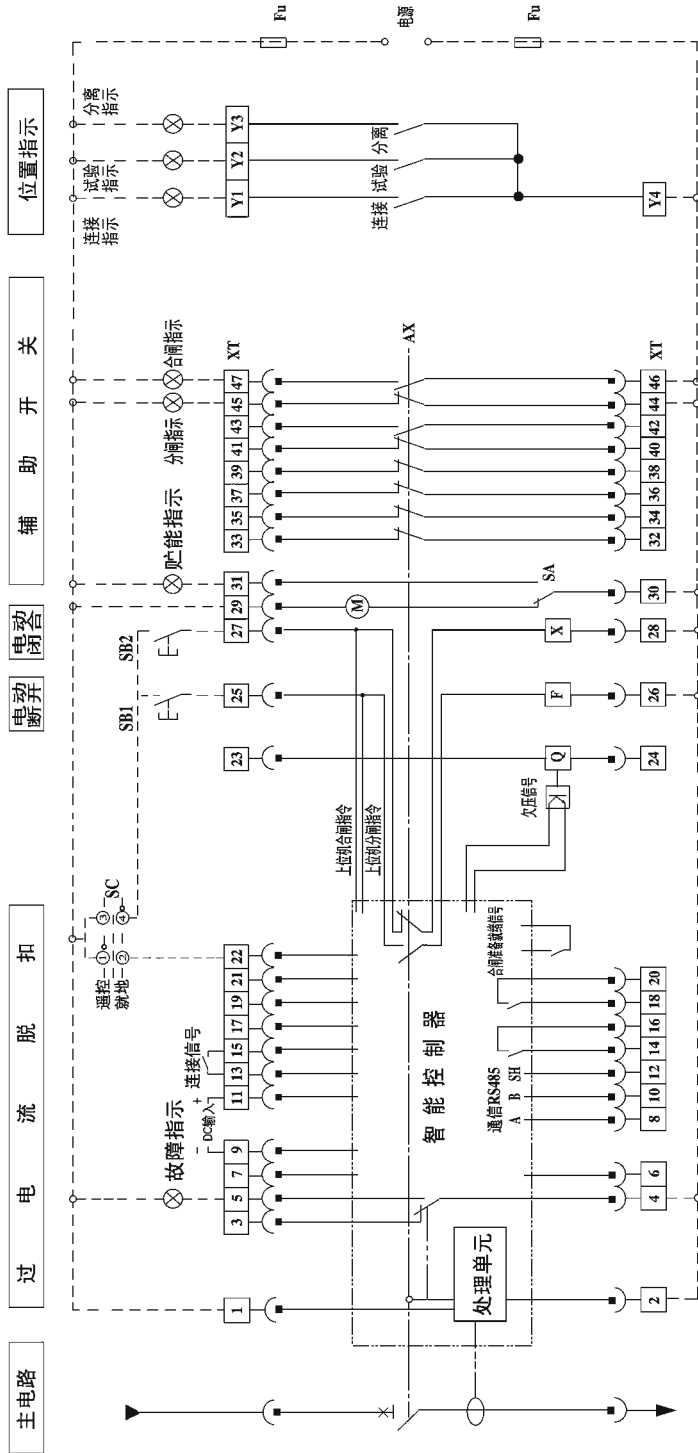 主电路
过电流脱扣
电动断开
电动闭合
辅助开关
位置指示
遥控
就地
① ③
② ④
SC
SB1
SB2
故障指示
连接信号
贮能指示
分闸指示
合闸指示
连接指示
试验指示
分离指示
Fu
电源
Fu
− DC输入 +
1 3 5 7 9 11 13 15 17 19 21 22 23 25 27 29 31 33 35 37 39 41 43 45 47
XT
Y1 Y2 Y3
上位机合闸指令
上位机分闸指令
M
AX
连接
试验
分离
智能控制器
处理单元
通信RS485
A B SH
合闸准备就绪信号
欠压信号
Q
F
X
SA
2 4 6 8 10 12 14 16 18 20 24 26 28 30 32 34 36 38 40 42 44 46
XT
Y4